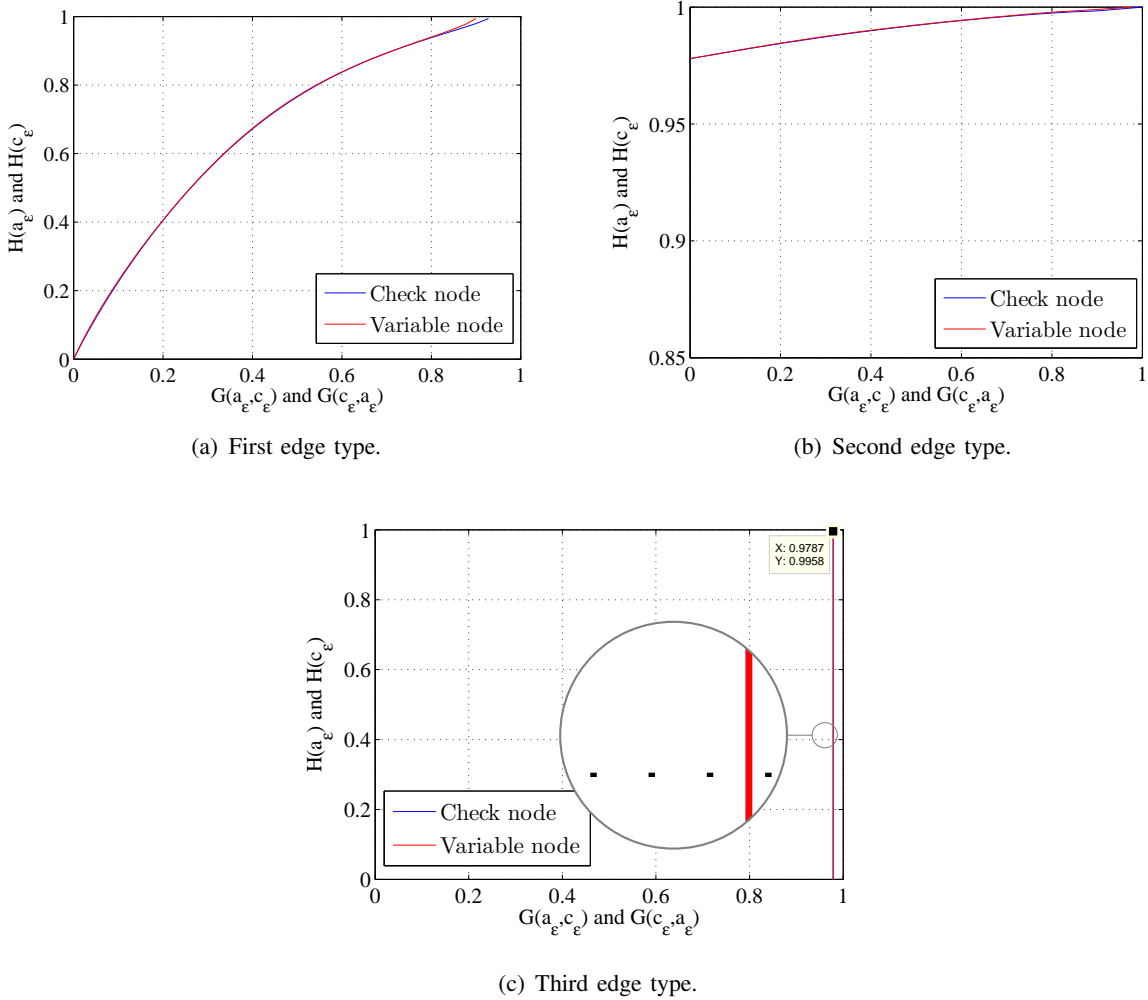 1
0.8
0.6
0.4
0.2
0
0
0.2
0.4
0.6
0.8
1
H(a_ε) and H(c_ε)
G(a_ε,c_ε) and G(c_ε,a_ε)
Check node
Variable node
(a) First edge type.
1
0.95
0.9
0.85
0
0.2
0.4
0.6
0.8
1
H(a_ε) and H(c_ε)
G(a_ε,c_ε) and G(c_ε,a_ε)
Check node
Variable node
(b) Second edge type.
1
0.8
0.6
0.4
0.2
0
0
0.2
0.4
0.6
0.8
1
H(a_ε) and H(c_ε)
G(a_ε,c_ε) and G(c_ε,a_ε)
X: 0.9787
Y: 0.9958
Check node
Variable node
(c) Third edge type.